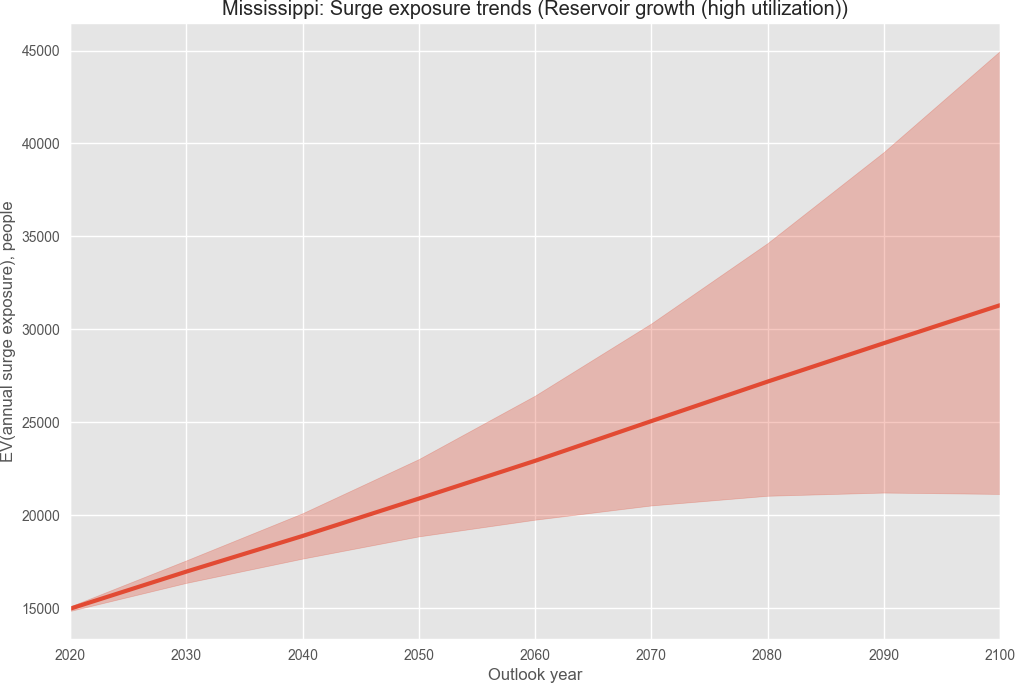 Mississippi: Surge exposure trends (Reservoir growth (high utilization))
EV(annual surge exposure), people
45000
40000
35000
30000
25000
20000
15000
2020 2030 2040 2050 2060 2070 2080 2090 2100
Outlook year